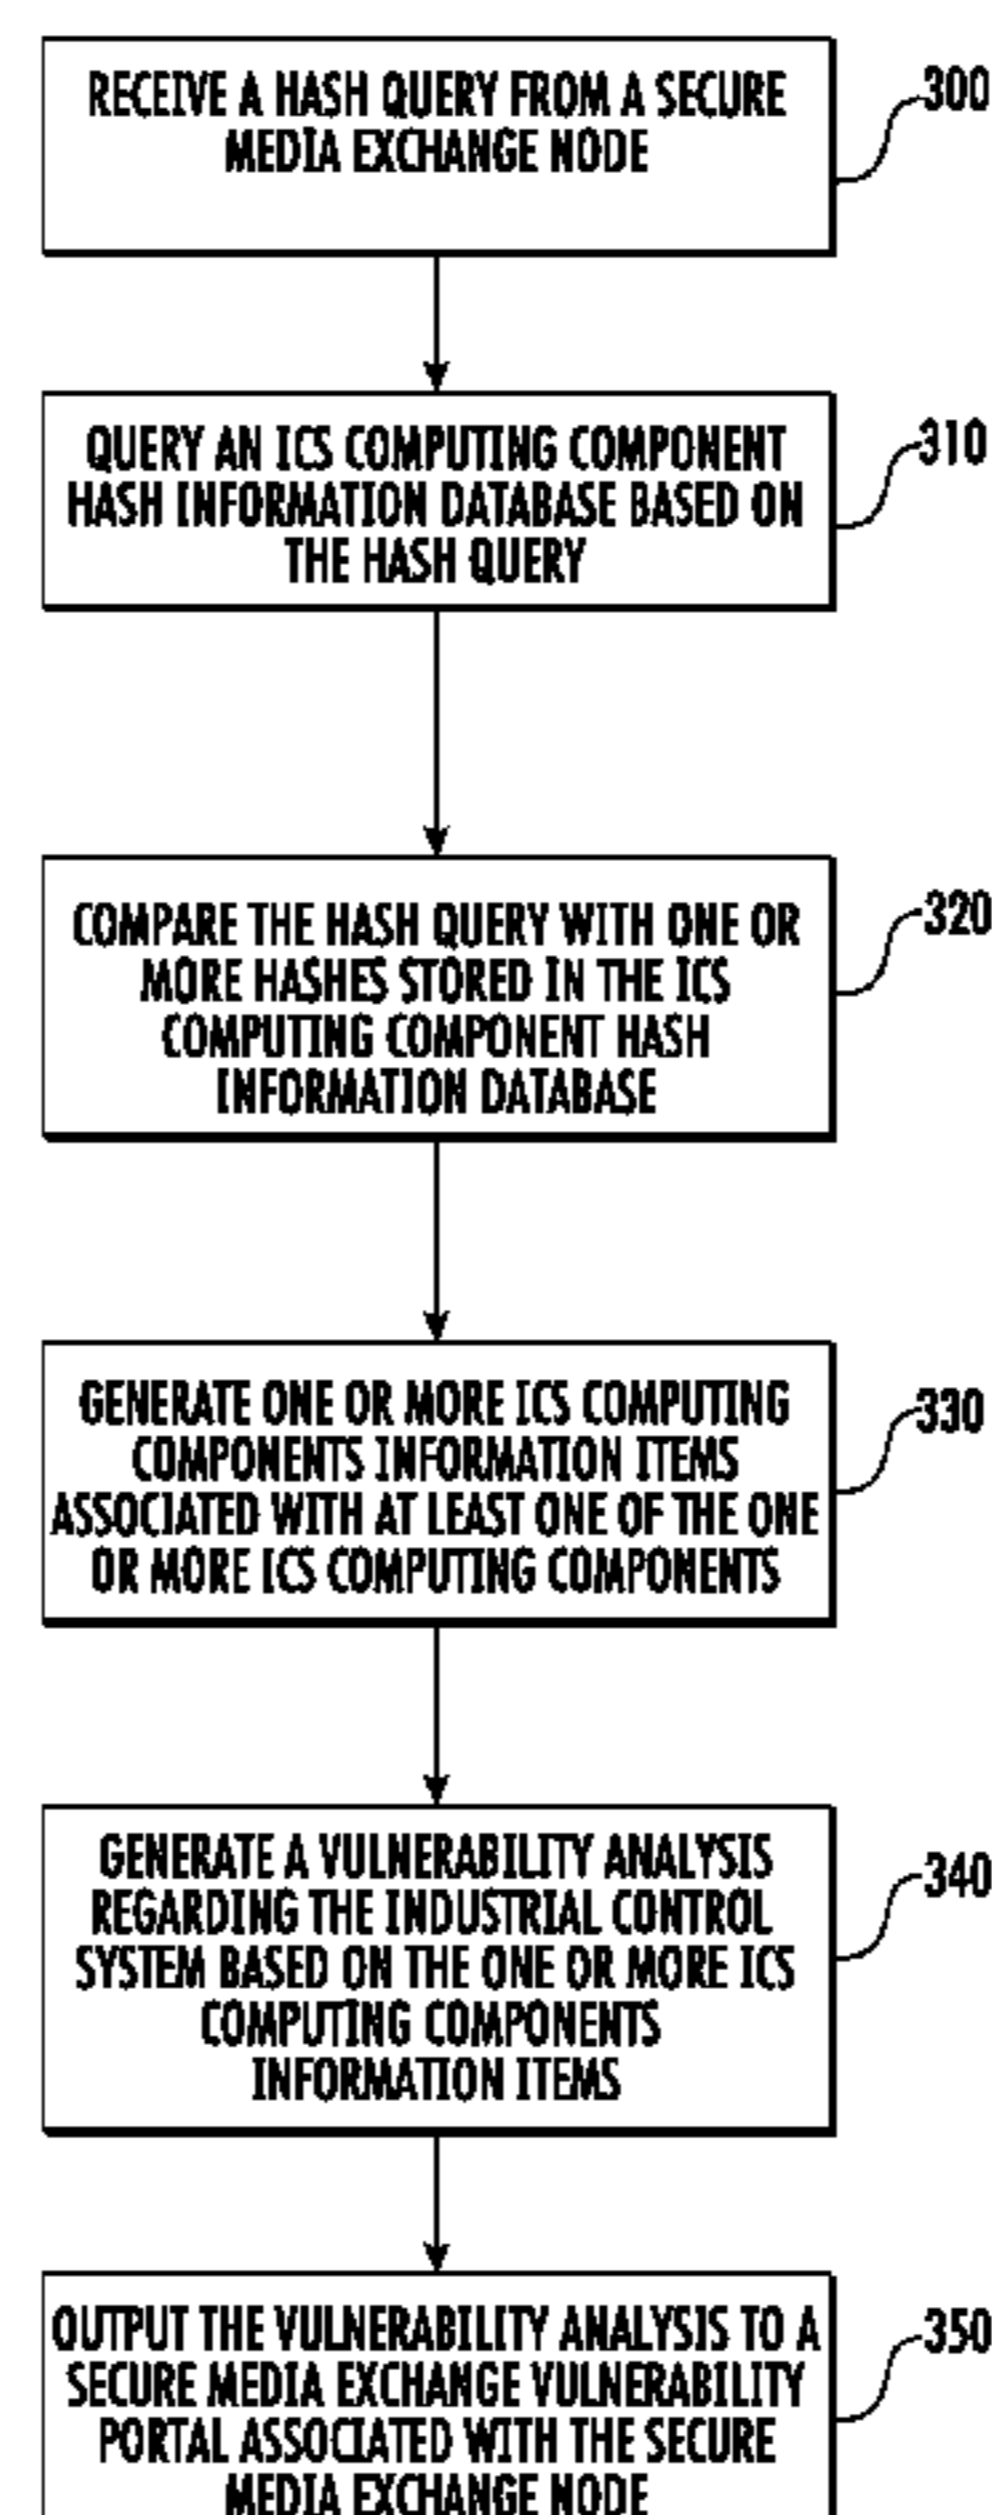 RECEIVE A HASH QUERY FROM A SECURE
MEDIA EXCHANGE NODE
300
QUERY AN ICS COMPUTING COMPONENT
HASH INFORMATION DATABASE BASED ON
THE HASH QUERY
310
COMPARE THE HASH QUERY WITH ONE OR
MORE HASHES STORED IN THE ICS
COMPUTING COMPONENT HASH
INFORMATION DATABASE
320
GENERATE ONE OR MORE ICS COMPUTING
COMPONENTS INFORMATION ITEMS
ASSOCIATED WITH AT LEAST ONE OF THE ONE
OR MORE ICS COMPUTING COMPONENTS
330
GENERATE A VULNERABILITY ANALYSIS
REGARDING THE INDUSTRIAL CONTROL
SYSTEM BASED ON THE ONE OR MORE ICS
COMPUTING COMPONENTS
INFORMATION ITEMS
340
OUTPUT THE VULNERABILITY ANALYSIS TO A
SECURE MEDIA EXCHANGE VULNERABILITY
PORTAL ASSOCIATED WITH THE SECURE
MEDIA EXCHANGE NODE
350